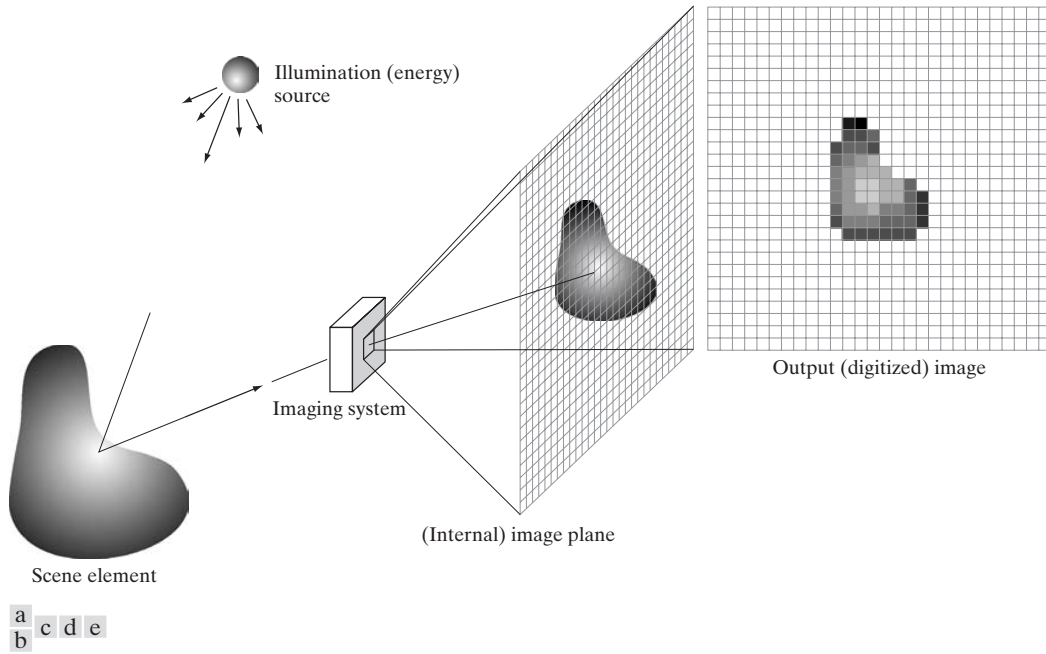 Illumination (energy)
source
Output (digitized) image
Imaging system
(Internal) image plane
Scene element
a
b
c d e